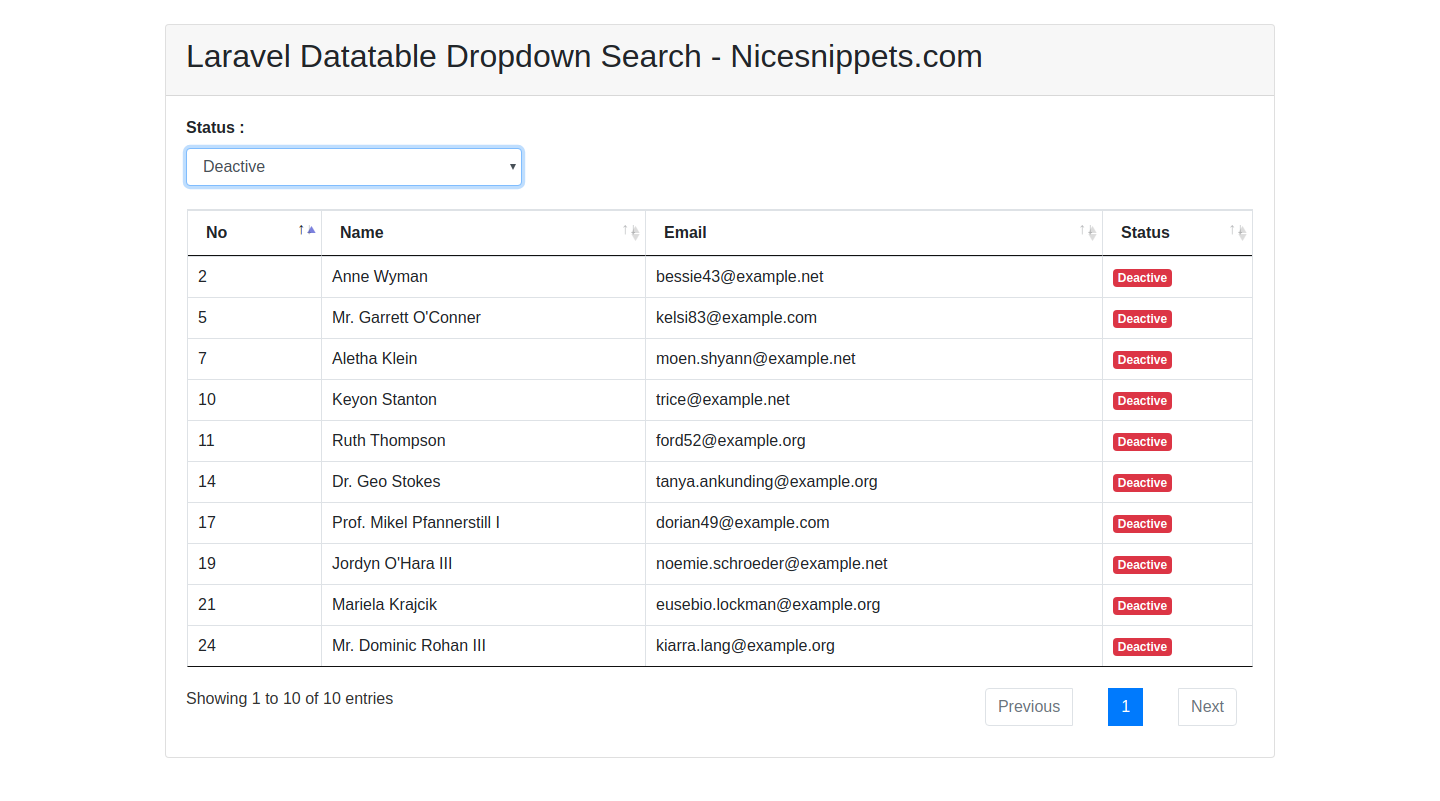 Laravel Datatable Dropdown Search - Nicesnippets.com
Status :
Deactive
No Name Email Status
2 Anne Wyman bessie43@example.net Deactive
5 Mr. Garrett O'Conner kelsi83@example.com Deactive
7 Aletha Klein moen.shyann@example.net Deactive
10 Keyon Stanton trice@example.net Deactive
11 Ruth Thompson ford52@example.org Deactive
14 Dr. Geo Stokes tanya.ankunding@example.org Deactive
17 Prof. Mikel Pfannerstill I dorian49@example.com Deactive
19 Jordyn O'Hara III noemie.schroeder@example.net Deactive
21 Mariela Krajcik eusebio.lockman@example.org Deactive
24 Mr. Dominic Rohan III kiarra.lang@example.org Deactive
Showing 1 to 10 of 10 entries Previous 1 Next